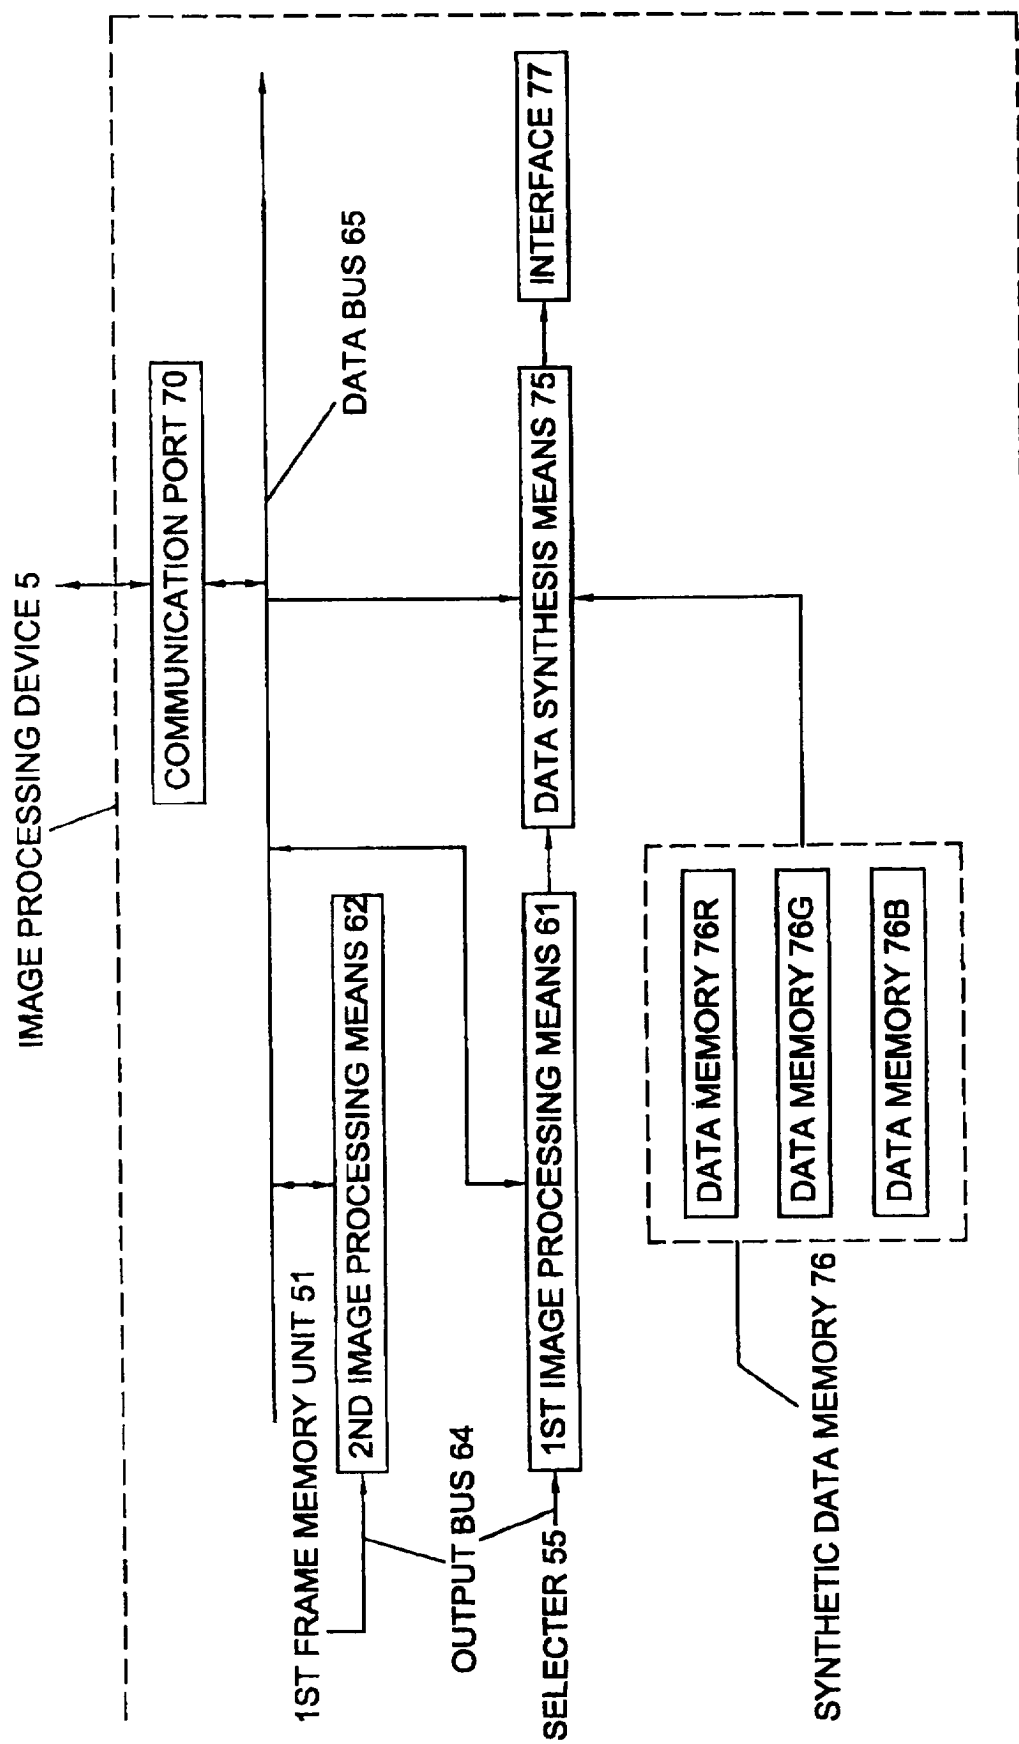 IMAGE PROCESSING DEVICE 5
COMMUNICATION PORT 70
DATA BUS 65
1ST FRAME MEMORY UNIT 51
2ND IMAGE PROCESSING MEANS 62
OUTPUT BUS 64
SELECTER 55
1ST IMAGE PROCESSING MEANS 61
DATA SYNTHESIS MEANS 75
INTERFACE 77
DATA MEMORY 76R
DATA MEMORY 76G
DATA MEMORY 76B
SYNTHETIC DATA MEMORY 76